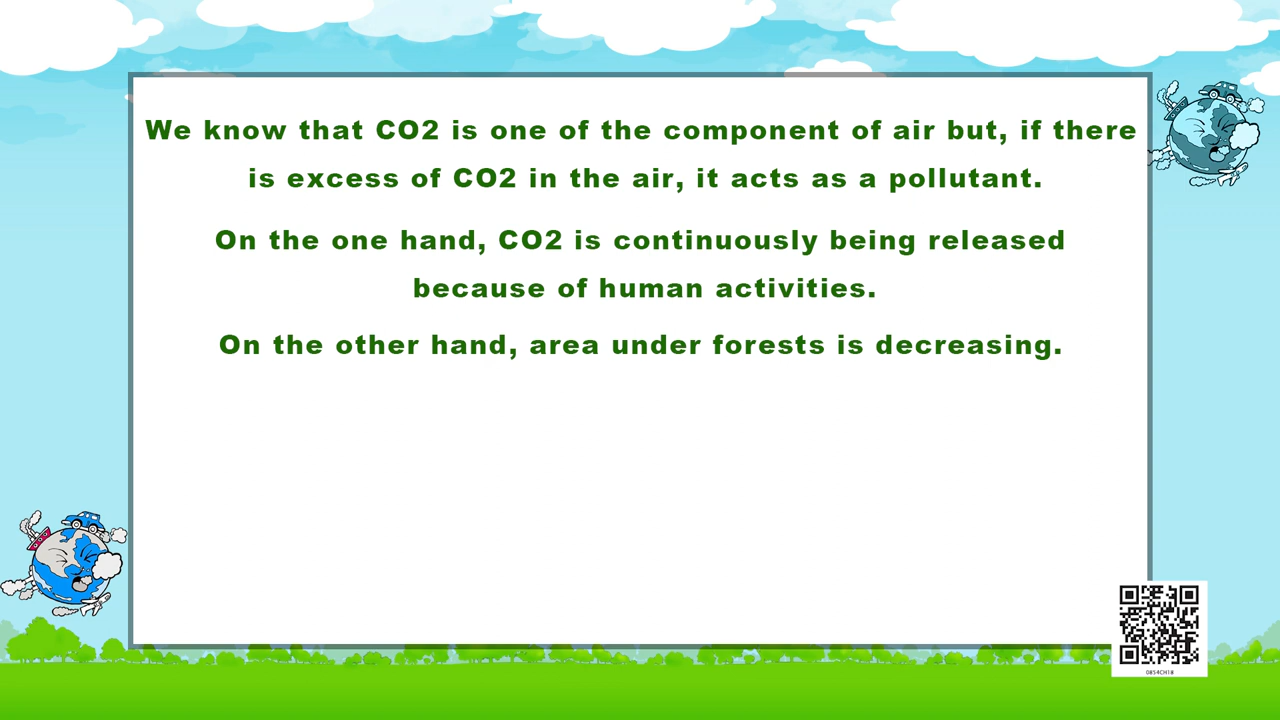 We know that CO2 is one of the component of air but, if there
is excess of CO2 in the air, it acts as a pollutant.
On the one hand, CO2 is continuously being released
because of human activities.
On the other hand, area under forests is decreasing.
0854CH18